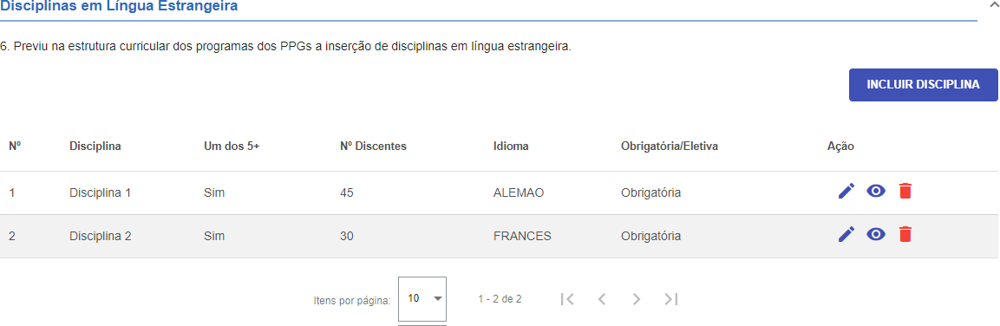 Disciplinas em Língua Estrangeira
6. Previu na estrutura curricular dos programas dos PPGs a inserção de disciplinas em língua estrangeira.
INCLUIR DISCIPLINA
Nº Disciplina Um dos 5+ Nº Discentes Idioma Obrigatória/Eletiva Ação
1 Disciplina 1 Sim 45 ALEMAO Obrigatória
2 Disciplina 2 Sim 30 FRANCES Obrigatória
Itens por página: 10 1 - 2 de 2